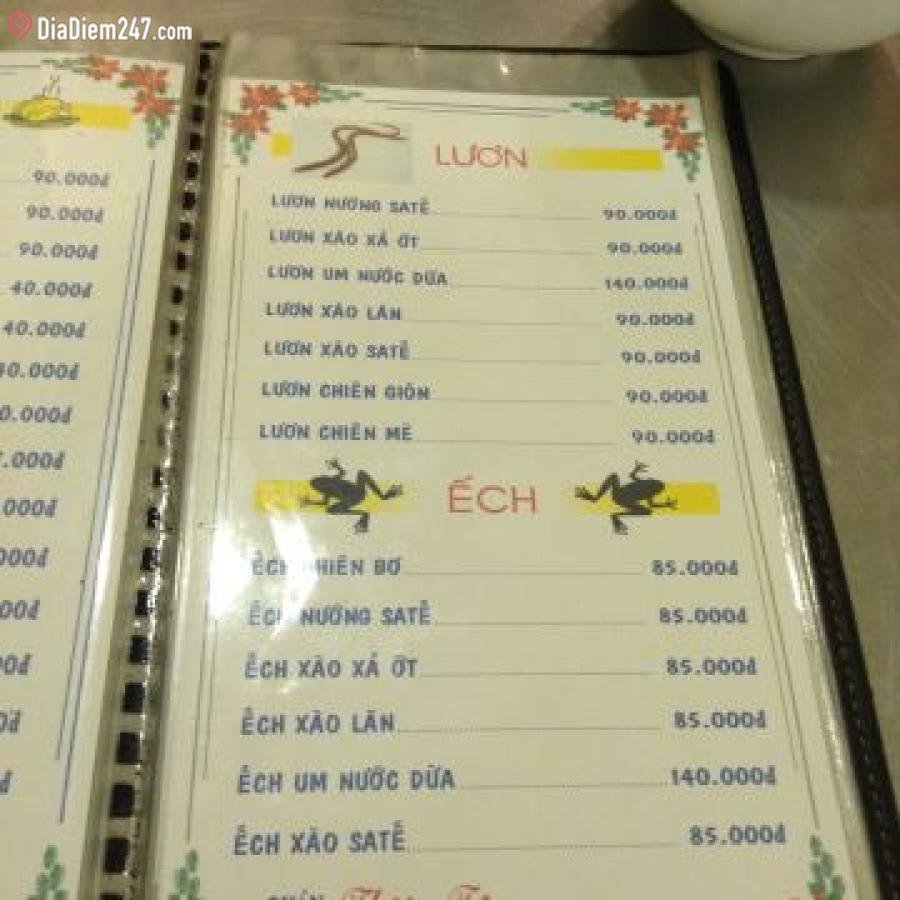 DiaDiem247.com
90.000đ
90.000đ
90.000đ
40.000đ
40.000đ
LƯƠN
LƯƠN NƯỚNG SATẾ 90.000đ
LƯƠN XÀO XẢ ỚT 90.000đ
LƯƠN UM NƯỚC DỪA 140.000đ
LƯƠN XÀO LĂN 90.000đ
LƯƠN XÀO SATẾ 90.000đ
LƯƠN CHIÊN GIÒN 90.000đ
LƯƠN CHIÊN ME 90.000đ
ẾCH
ẾCH CHIÊN BƠ 85.000đ
ẾCH NƯỚNG SATẾ 85.000đ
ẾCH XÀO XẢ ỚT 85.000đ
ẾCH XÀO LĂN 85.000đ
ẾCH UM NƯỚC DỪA 140.000đ
ẾCH XÀO SATẾ 85.000đ